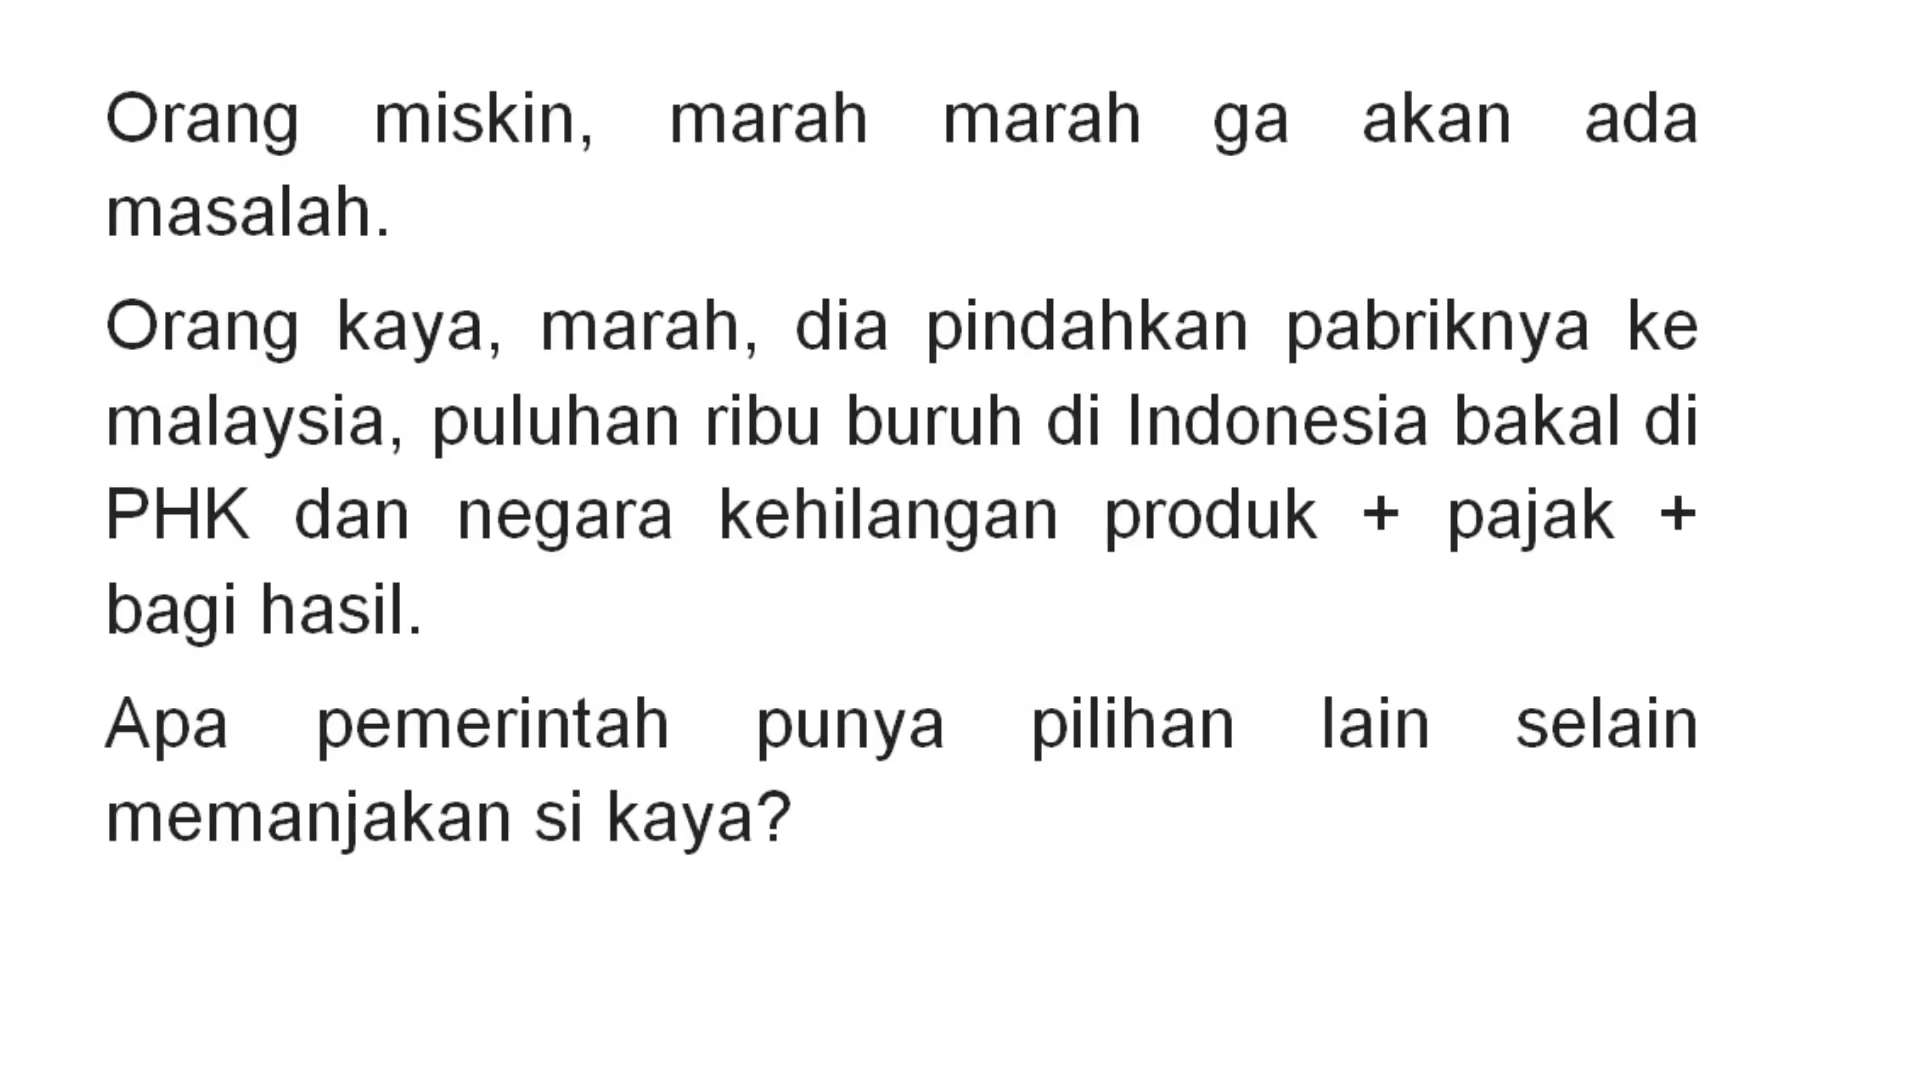 Orang miskin, marah marah ga akan ada
masalah.
Orang kaya, marah, dia pindahkan pabriknya ke
malaysia, puluhan ribu buruh di Indonesia bakal di
PHK dan negara kehilangan produk + pajak +
bagi hasil.
Apa pemerintah punya pilihan lain selain
memanjakan si kaya?